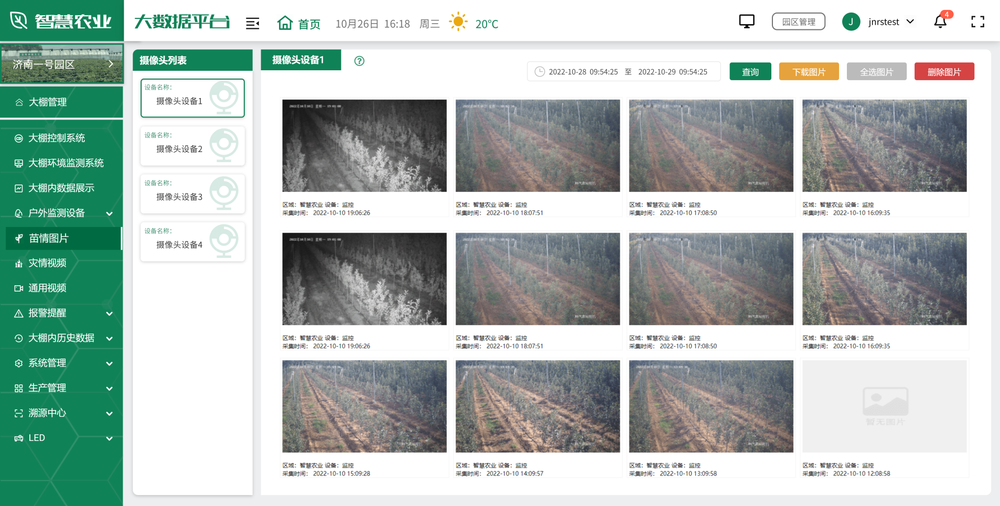 智慧农业
大数据平台
首页
10月26日 16:18 周三
20°C
园区管理
J
jnrstest
4
济南一号园区
大棚管理
大棚控制系统
大棚环境监测系统
大棚内数据展示
户外监测设备
苗情图片
灾情视频
通用视频
报警提醒
大棚内历史数据
系统管理
生产管理
溯源中心
LED
摄像头列表
设备名称:
摄像头设备1
设备名称:
摄像头设备2
设备名称:
摄像头设备3
设备名称:
摄像头设备4
摄像头设备1
?
2022-10-28 09:54:25 至 2022-10-29 09:54:25
查询
下载图片
全选图片
删除图片
区域：智慧农业 设备：监控
采集时间： 2022-10-10 19:06:26
区域：智慧农业 设备：监控
采集时间： 2022-10-10 18:07:51
区域：智慧农业 设备：监控
采集时间： 2022-10-10 17:08:50
区域：智慧农业 设备：监控
采集时间： 2022-10-10 16:09:35
区域：智慧农业 设备：监控
采集时间： 2022-10-10 19:06:26
区域：智慧农业 设备：监控
采集时间： 2022-10-10 18:07:51
区域：智慧农业 设备：监控
采集时间： 2022-10-10 17:08:50
区域：智慧农业 设备：监控
采集时间： 2022-10-10 16:09:35
区域：智慧农业 设备：监控
采集时间： 2022-10-10 15:09:28
区域：智慧农业 设备：监控
采集时间： 2022-10-10 14:09:57
区域：智慧农业 设备：监控
采集时间： 2022-10-10 13:09:58
暂无图片
区域：智慧农业 设备：监控
采集时间： 2022-10-10 12:08:58